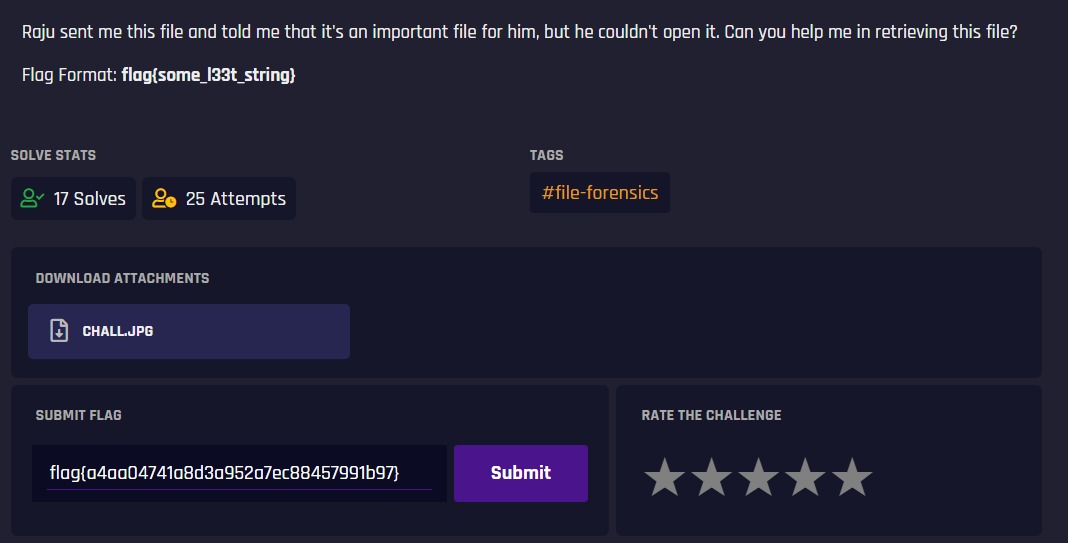 Raju sent me this file and told me that it's an important file for him, but he couldn't open it. Can you help me in retrieving this file?
Flag Format: flag{some_l33t_string}
SOLVE STATS
17 Solves
25 Attempts
TAGS
#file-forensics
DOWNLOAD ATTACHMENTS
CHALL.JPG
SUBMIT FLAG
flag{a4aa04741a8d3a952a7ec88457991b97}
Submit
RATE THE CHALLENGE